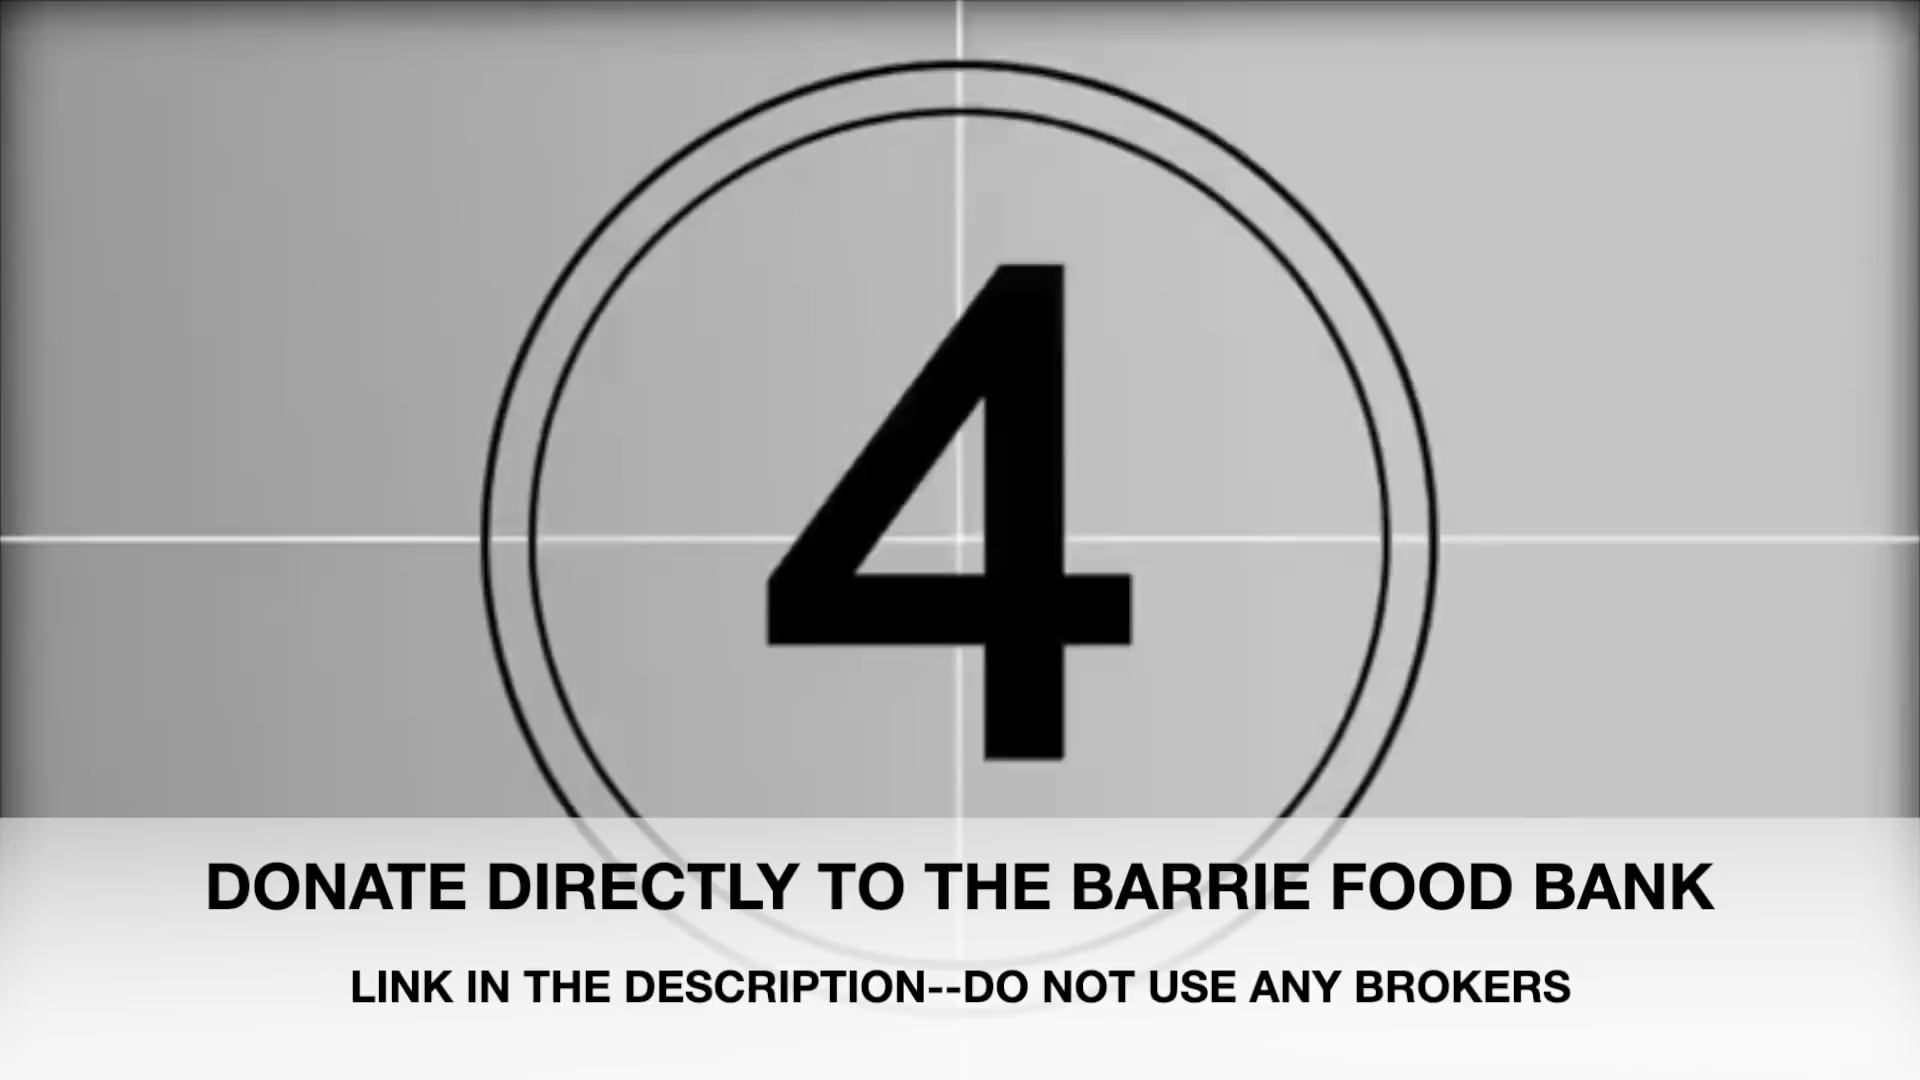 4
DONATE DIRECTLY TO THE BARRIE FOOD BANK
LINK IN THE DESCRIPTION--DO NOT USE ANY BROKERS